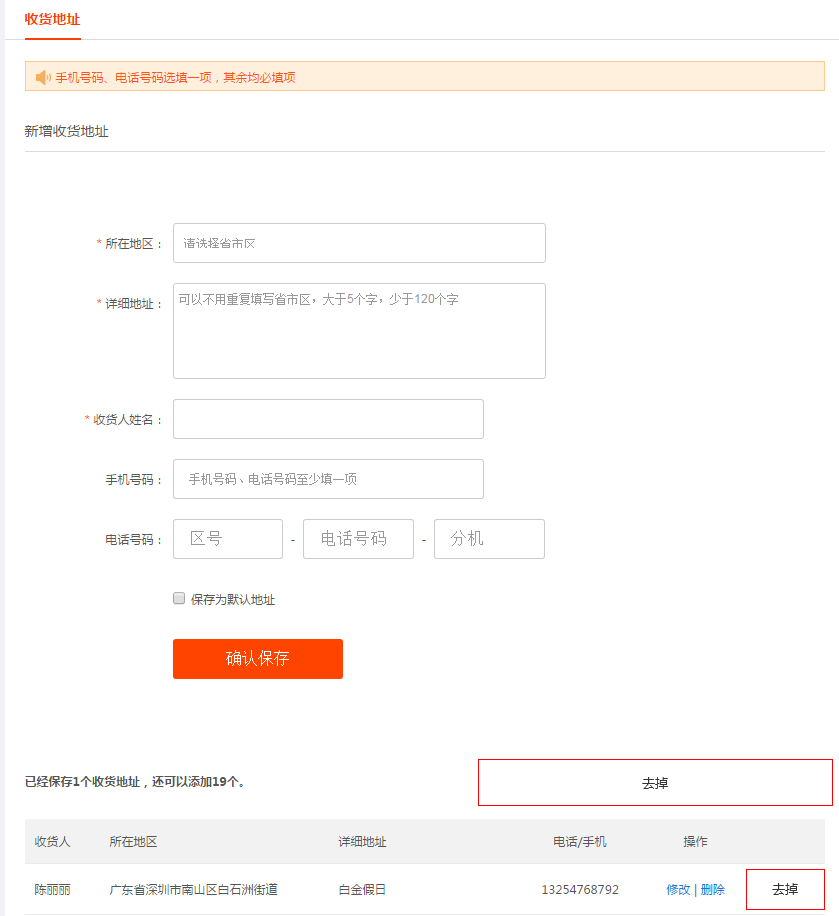 收货地址
手机号码、电话号码选填一项，其余均必填项
新增收货地址
* 所在地区： 请选择省市区
* 详细地址： 可以不用重复填写省市区，大于5个字，少于120个字
* 收货人姓名：
手机号码： 手机号码、电话号码至少填一项
电话号码： 区号 - 电话号码 - 分机
保存为默认地址
确认保存
已经保存1个收货地址，还可以添加19个。 去掉
收货人 所在地区 详细地址 电话/手机 操作
陈丽丽 广东省深圳市南山区白石洲街道 白金假日 13254768792 修改 | 删除 去掉